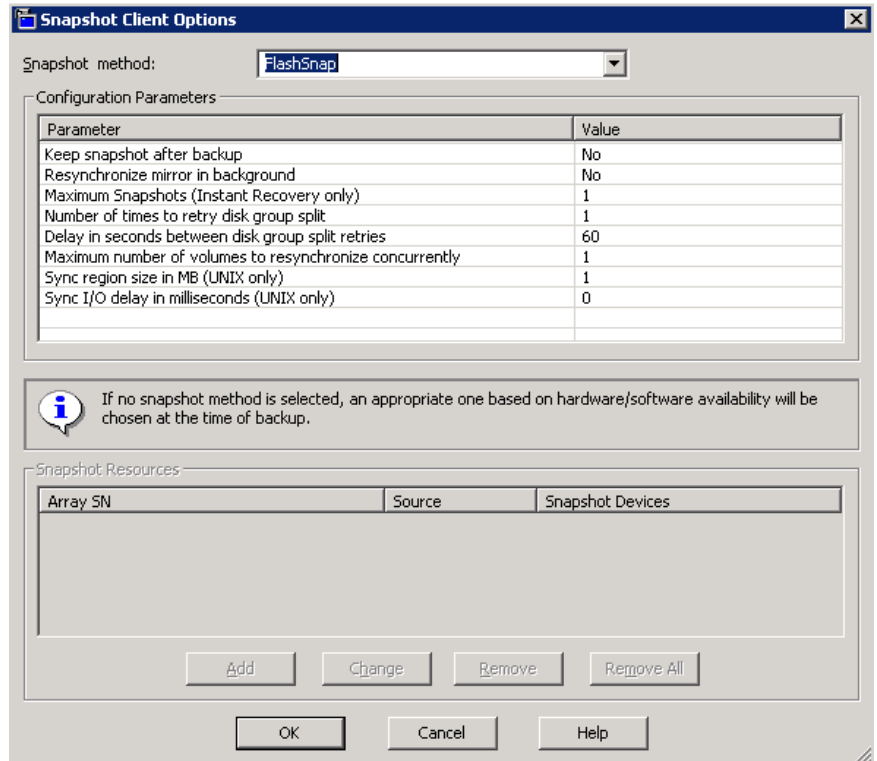 Snapshot Client Options
Snapshot method: FlashSnap
Configuration Parameters
Parameter Value
Keep snapshot after backup No
Resynchronize mirror in background No
Maximum Snapshots (Instant Recovery only) 1
Number of times to retry disk group split 1
Delay in seconds between disk group split retries 60
Maximum number of volumes to resynchronize concurrently 1
Sync region size in MB (UNIX only) 1
Sync I/O delay in milliseconds (UNIX only) 0
If no snapshot method is selected, an appropriate one based on hardware/software availability will be
chosen at the time of backup.
Snapshot Resources
Array SN Source Snapshot Devices
Add Change Remove Remove All
OK Cancel Help